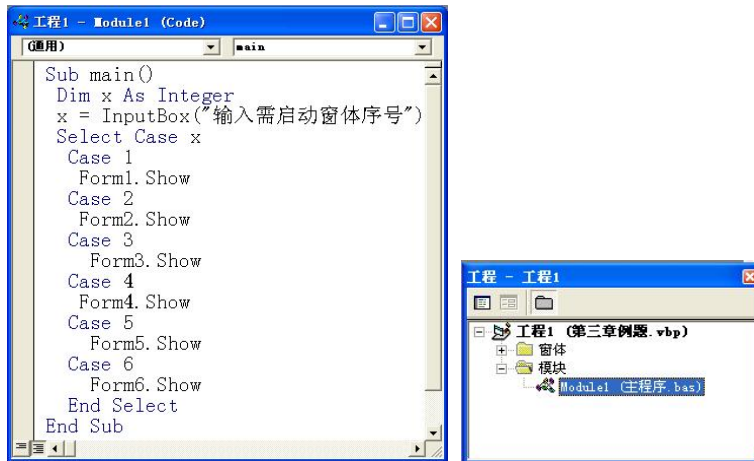 工程1 - Module1 (Code)
(通用)
main
Sub main()
Dim x As Integer
x = InputBox("输入需启动窗体序号")
Select Case x
Case 1
Form1.Show
Case 2
Form2.Show
Case 3
Form3.Show
Case 4
Form4.Show
Case 5
Form5.Show
Case 6
Form6.Show
End Select
End Sub
工程 - 工程1
工程1 (第三章例题.vbp)
窗体
模块
Module1 (主程序.bas)